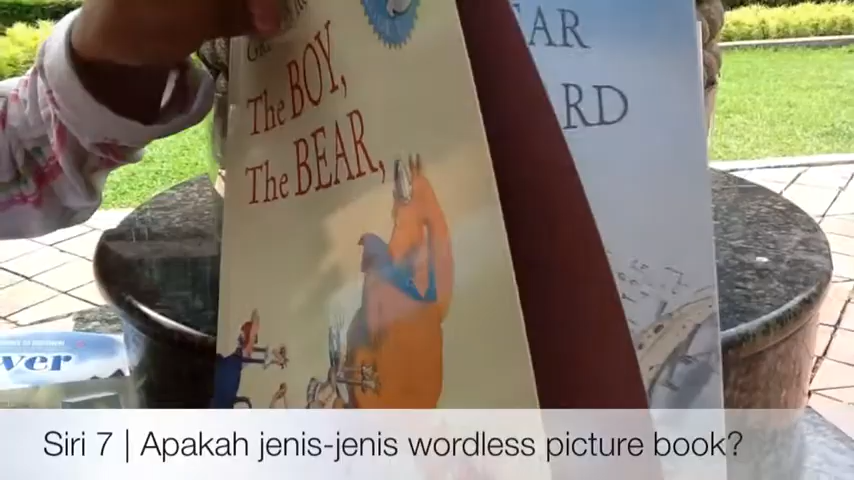 The BOY,
The BEAR,
EAR
RD
ver
Siri 7 | Apakah jenis-jenis wordless picture book?